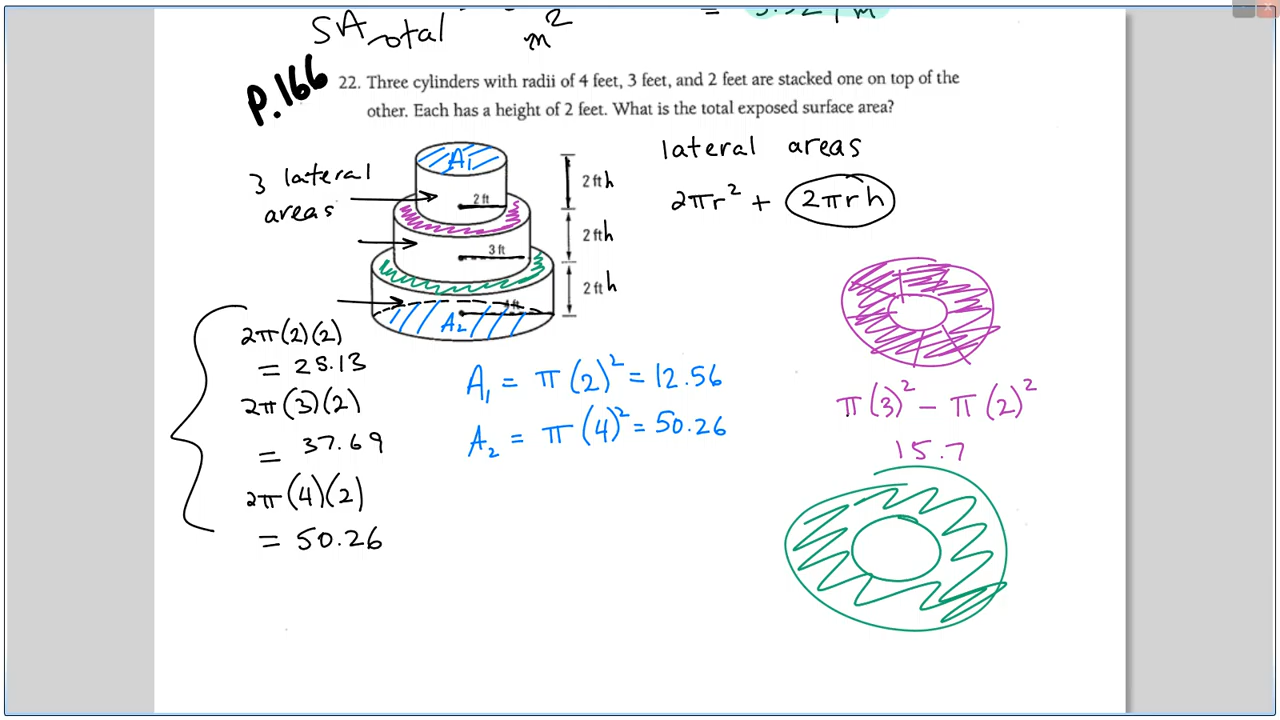 SA total m²
P.166
22. Three cylinders with radii of 4 feet, 3 feet, and 2 feet are stacked one on top of the
other. Each has a height of 2 feet. What is the total exposed surface area?
lateral areas
2πr² + 2πrh
3 lateral
areas
A₁
2 ft
2 ft h
3 ft
2 ft h
4 ft
2 ft h
A₂
2π(2)(2)
= 25.13
2π(3)(2)
= 37.69
2π(4)(2)
= 50.26
A₁ = π(2)² = 12.56
A₂ = π(4)² = 50.26
π(3)² – π(2)²
15.7